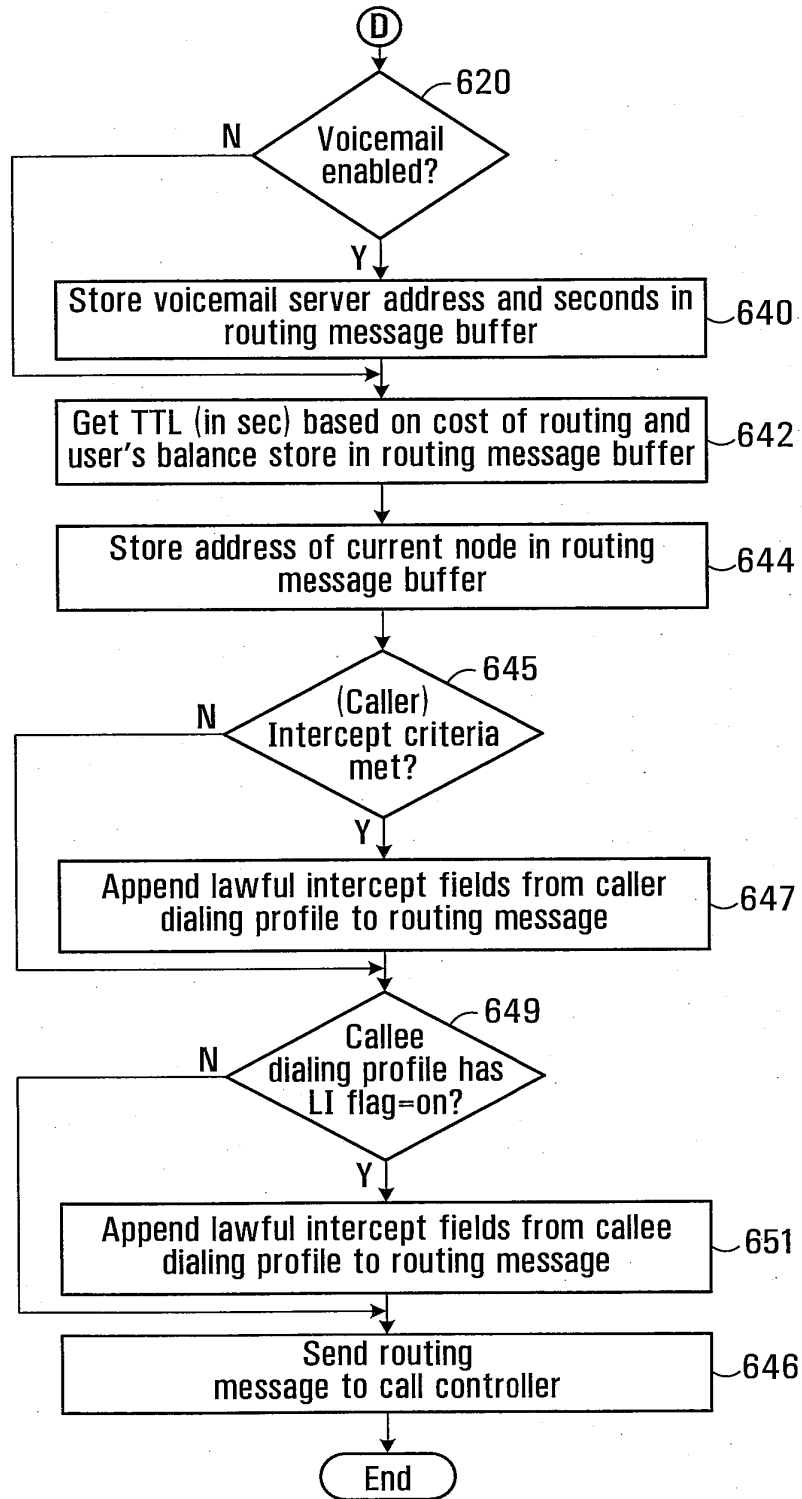 D
620
Voicemail
enabled?
N
Y
Store voicemail server address and seconds in
routing message buffer
640
Get TTL (in sec) based on cost of routing and
user's balance store in routing message buffer
642
Store address of current node in routing
message buffer
644
645
(Caller)
Intercept criteria
met?
N
Y
Append lawful intercept fields from caller
dialing profile to routing message
647
649
Callee
dialing profile has
LI flag=on?
N
Y
Append lawful intercept fields from callee
dialing profile to routing message
651
Send routing
message to call controller
646
End